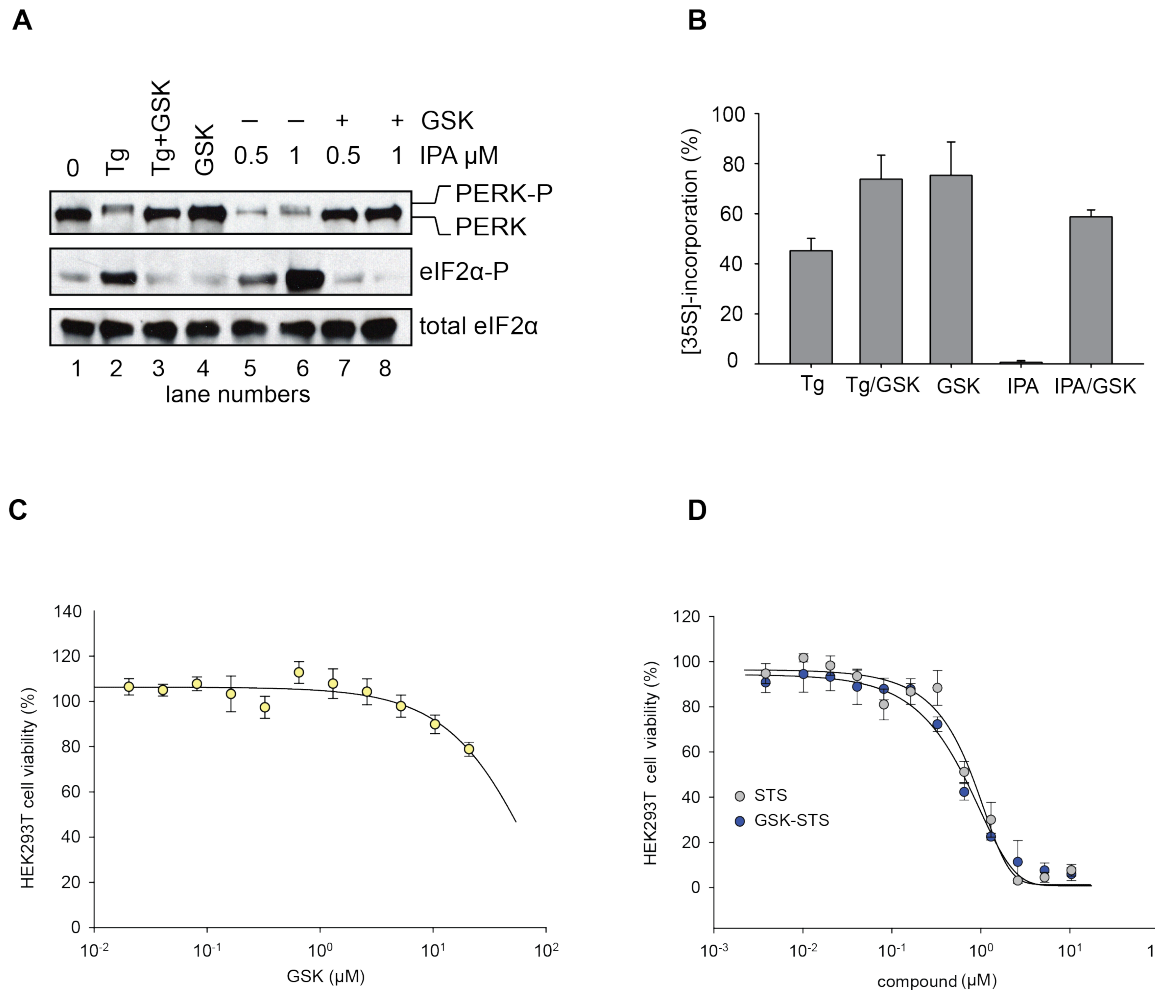 A
0 Tg Tg+GSK GSK – – + + GSK
0.5 1 0.5 1 IPA µM
PERK-P
PERK
eIF2α-P
total eIF2α
1 2 3 4 5 6 7 8
lane numbers
B
[35S]-incorporation (%)
100
80
60
40
20
0
Tg Tg/GSK GSK IPA IPA/GSK
C
HEK293T cell viability (%)
140
120
100
80
60
40
20
0
10-2 10-1 100 101 102
GSK (µM)
D
HEK293T cell viability (%)
120
100
80
60
40
20
0
STS
GSK-STS
10-3 10-2 10-1 100 101 1
compound (µM)